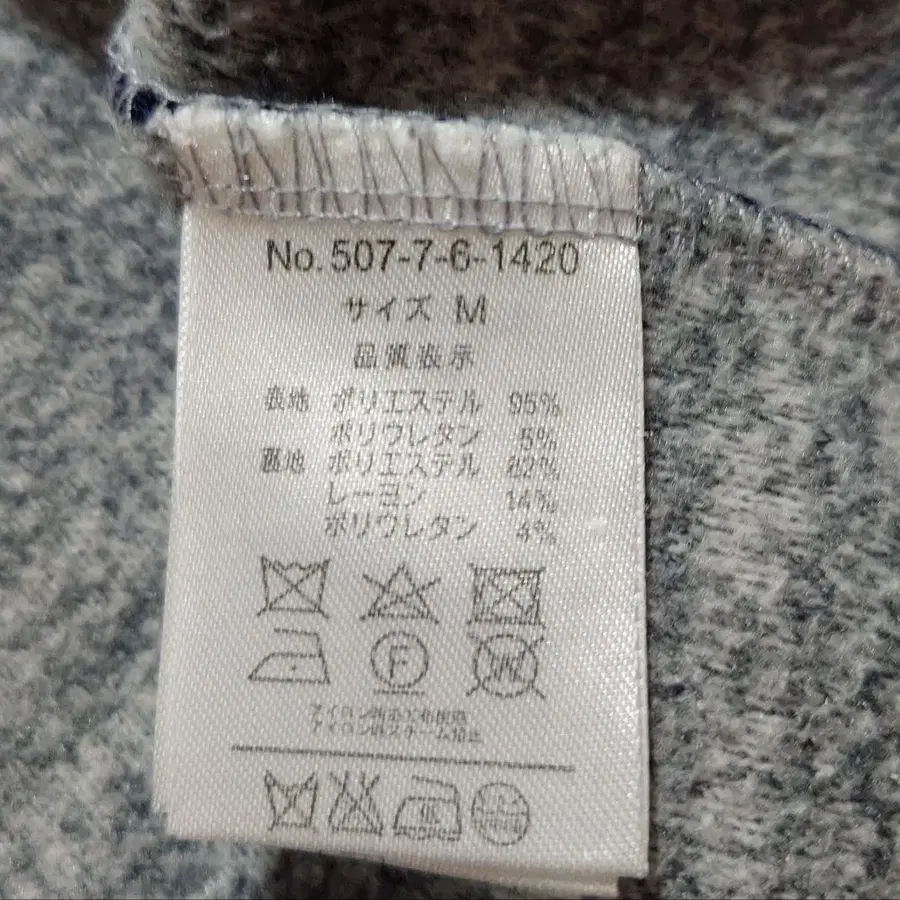 No. 507-7-6-1420
サイズ M
品質表示
表地 ポリエステル 95%
ポリウレタン 5%
裏地 ポリエステル 82%
レーヨン 14%
ポリウレタン 4%
F W